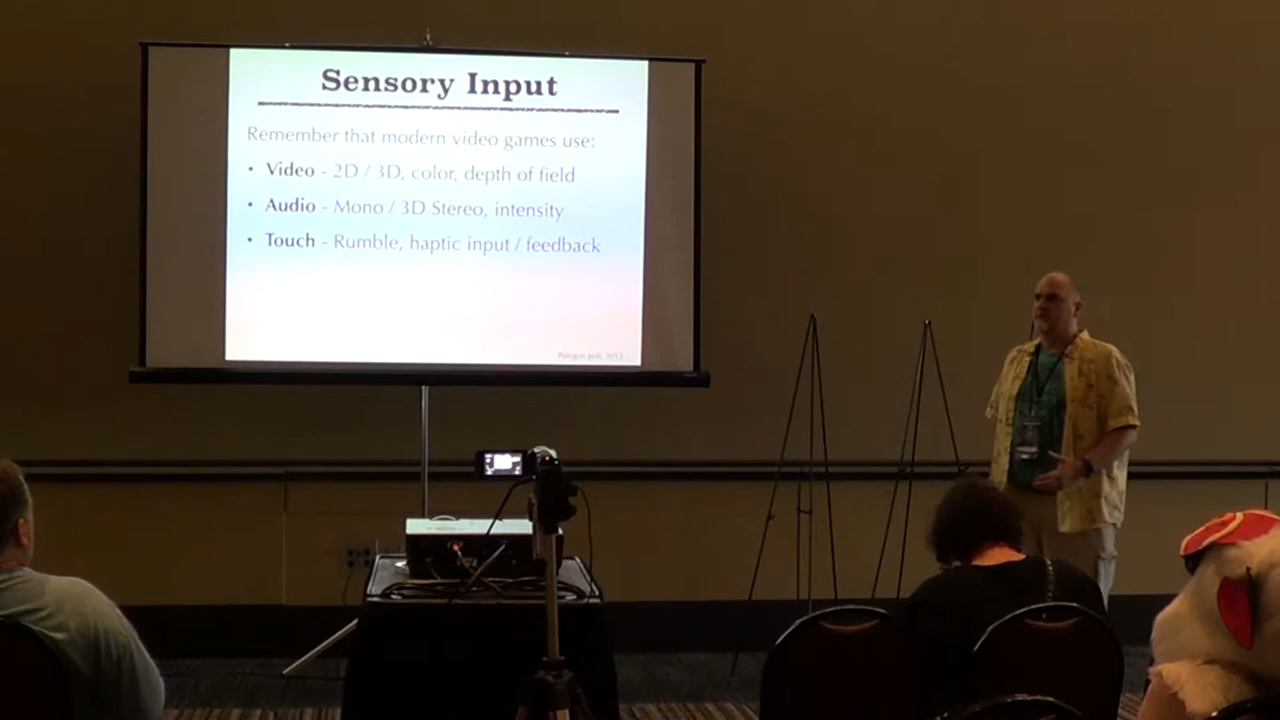 Sensory Input
Remember that modern video games use:
• Video - 2D / 3D, color, depth of field
• Audio - Mono / 3D Stereo, intensity
• Touch - Rumble, haptic input / feedback